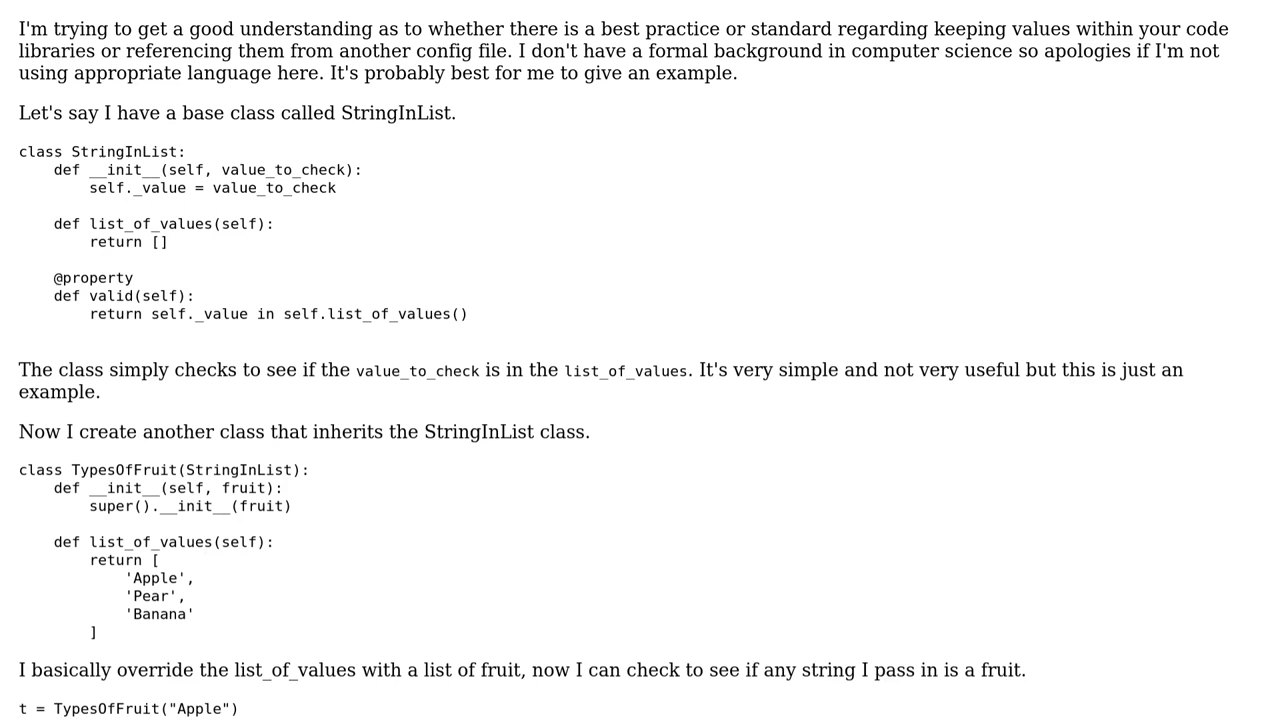 I'm trying to get a good understanding as to whether there is a best practice or standard regarding keeping values within your code
libraries or referencing them from another config file. I don't have a formal background in computer science so apologies if I'm not
using appropriate language here. It's probably best for me to give an example.
Let's say I have a base class called StringInList.
class StringInList:
    def __init__(self, value_to_check):
        self._value = value_to_check
    def list_of_values(self):
        return []
    @property
    def valid(self):
        return self._value in self.list_of_values()
The class simply checks to see if the value_to_check is in the list_of_values. It's very simple and not very useful but this is just an
example.
Now I create another class that inherits the StringInList class.
class TypesOfFruit(StringInList):
    def __init__(self, fruit):
        super().__init__(fruit)
    def list_of_values(self):
        return [
            'Apple',
            'Pear',
            'Banana'
        ]
I basically override the list_of_values with a list of fruit, now I can check to see if any string I pass in is a fruit.
t = TypesOfFruit("Apple")